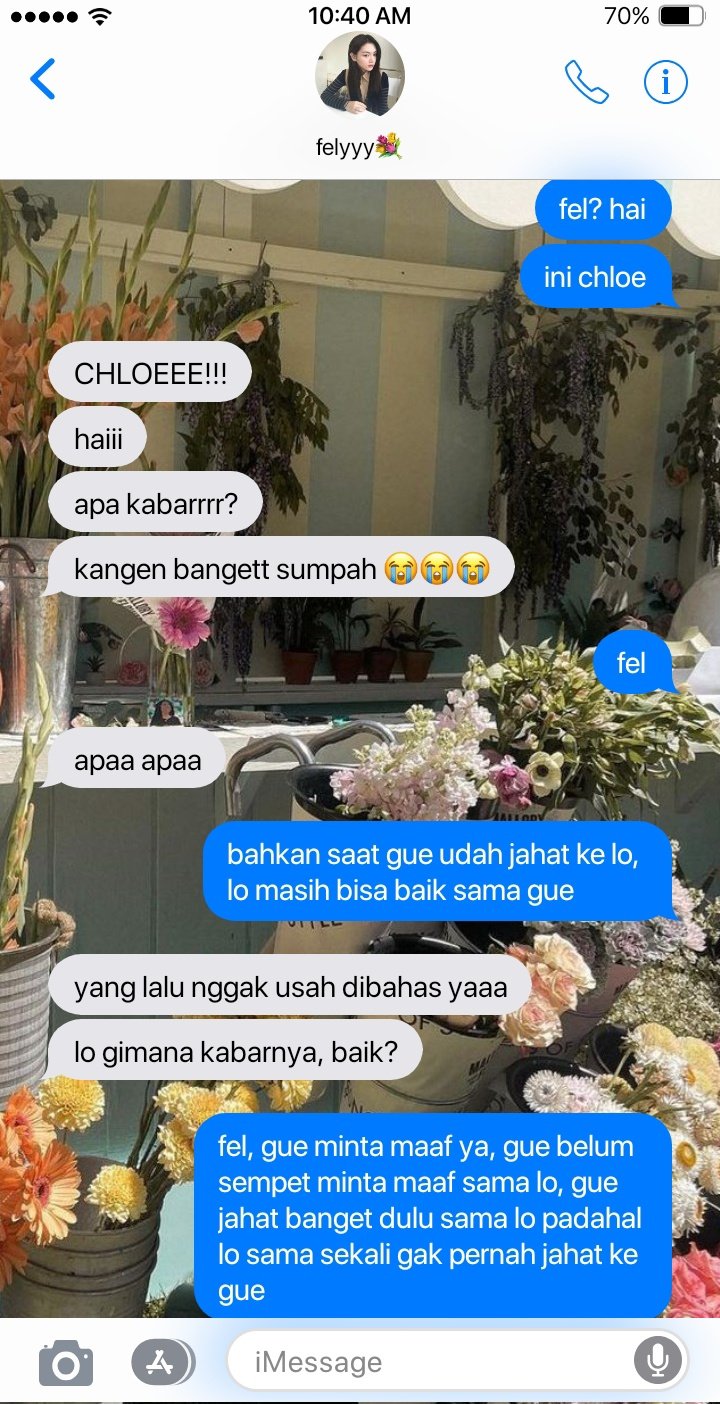 10:40 AM
70%
felyyy💐
fel? hai
ini chloe
CHLOEEE!!!
haiii
apa kabarrrr?
kangen bangett sumpah 😭😭😭
fel
apaa apaa
bahkan saat gue udah jahat ke lo,
lo masih bisa baik sama gue
yang lalu nggak usah dibahas yaaa
lo gimana kabarnya, baik?
fel, gue minta maaf ya, gue belum
sempet minta maaf sama lo, gue
jahat banget dulu sama lo padahal
lo sama sekali gak pernah jahat ke
gue
iMessage